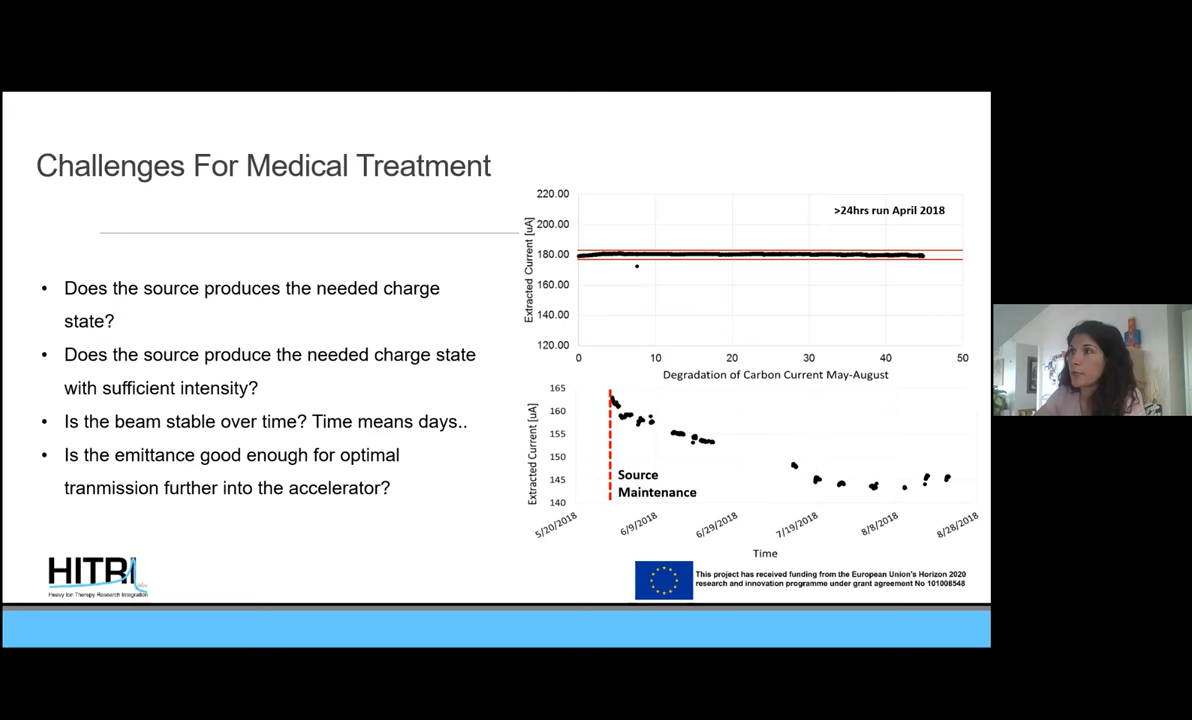 Challenges For Medical Treatment
• Does the source produces the needed charge
state?
• Does the source produce the needed charge state
with sufficient intensity?
• Is the beam stable over time? Time means days..
• Is the emittance good enough for optimal
tranmission further into the accelerator?
220.00
200.00
180.00
160.00
140.00
120.00
Extracted Current [uA]
>24hrs run April 2018
0 10 20 30 40 50
Degradation of Carbon Current May-August
165
160
155
150
145
140
Extracted Current [uA]
Source
Maintenance
5/20/2018 6/9/2018 6/29/2018 7/19/2018 8/8/2018 8/28/2018
Time
HITRI
Heavy Ion Therapy Research Integration
This project has received funding from the European Union's Horizon 2020
research and innovation programme under grant agreement No 101008548